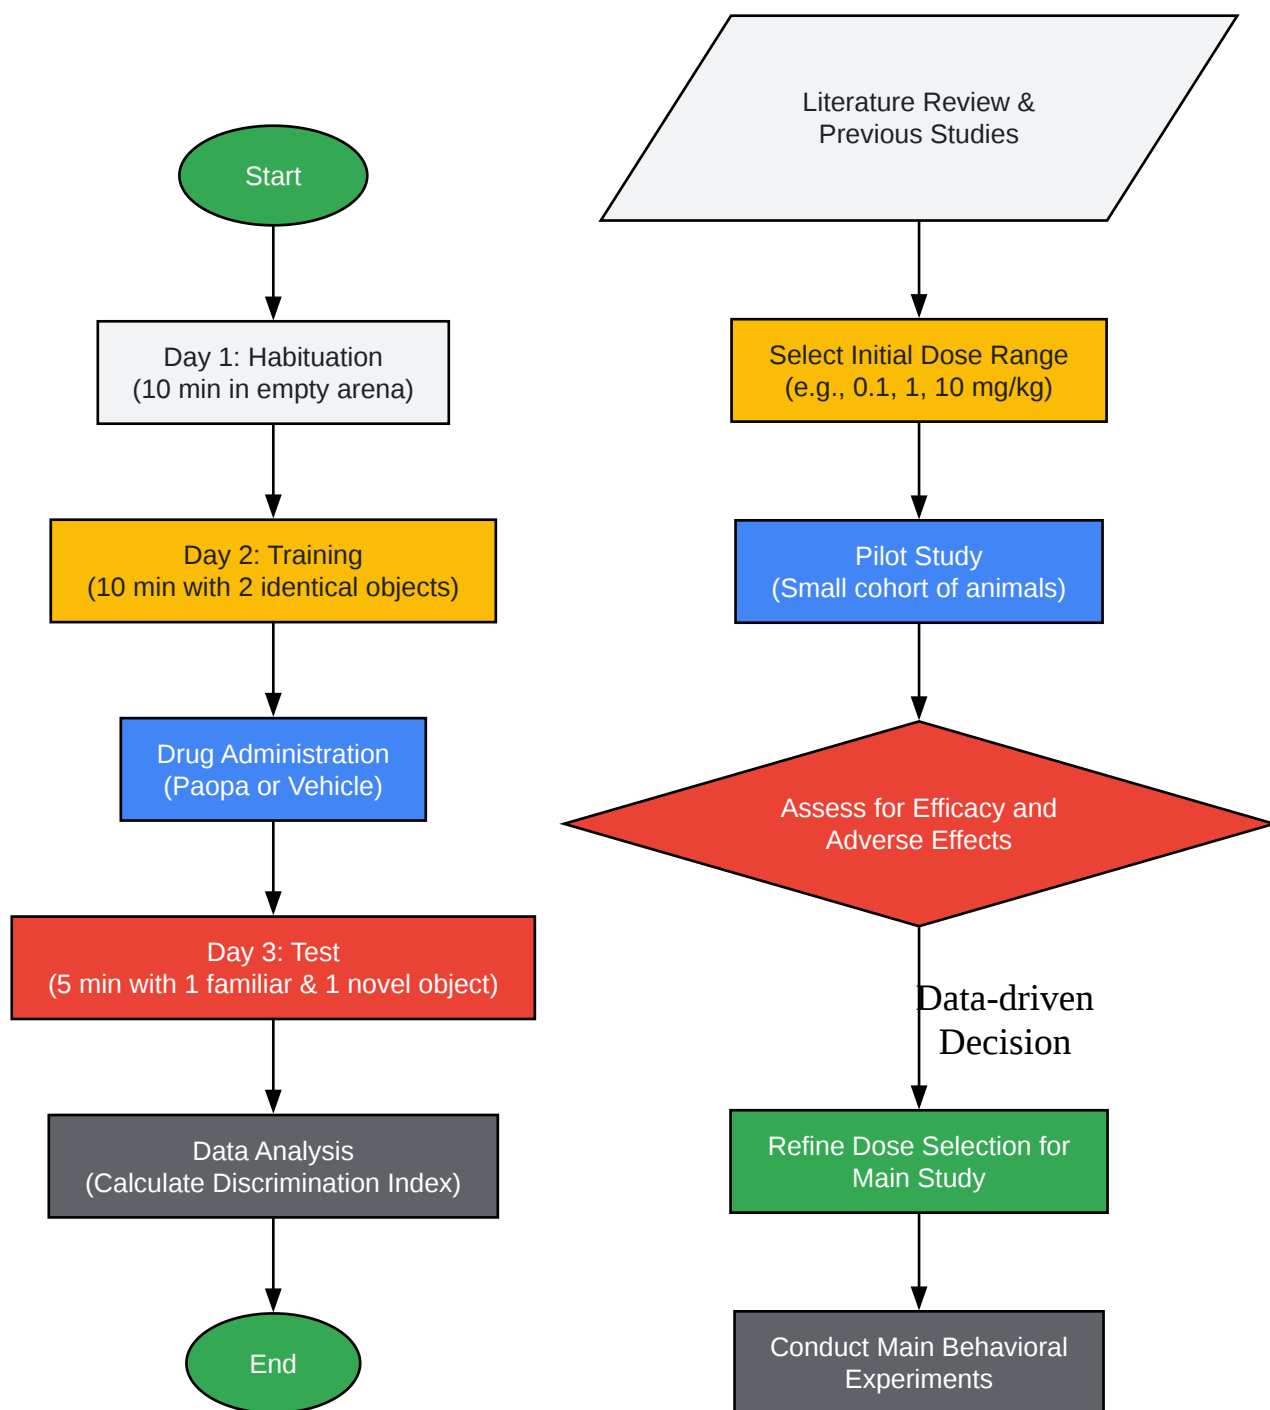 Start
Day 1: Habituation
(10 min in empty arena)
Day 2: Training
(10 min with 2 identical objects)
Drug Administration
(Paopa or Vehicle)
Day 3: Test
(5 min with 1 familiar & 1 novel object)
Data Analysis
(Calculate Discrimination Index)
End
Literature Review &
Previous Studies
Select Initial Dose Range
(e.g., 0.1, 1, 10 mg/kg)
Pilot Study
(Small cohort of animals)
Assess for Efficacy and
Adverse Effects
Data-driven
Decision
Refine Dose Selection for
Main Study
Conduct Main Behavioral
Experiments